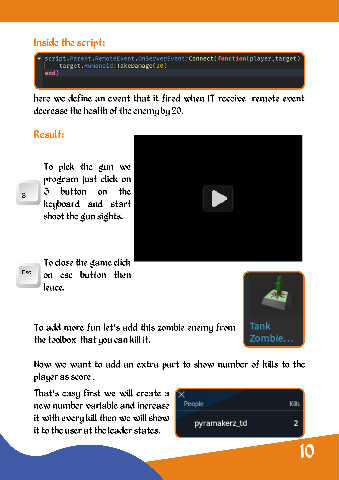 Inside the script:
script.Parent.RemoteEvent.OnServerEvent:Connect(function(player,target)
target.Humanoid:TakeDamage(20)
end)
here we define an event that it fired when IT receive remote event
decrease the health of the enemy by 20.
Result:
To pick the gun we
program just click on
3 button on the
keyboard and start
shoot the gun sights.
3
To close the game click
on esc button then
leave.
Esc
To add more fun let's add this zombie enemy from
the toolbox that you can kill it.
Tank
Zombie...
Now we want to add an extra part to show number of kills to the
player as score .
That's easy first we will create a
new number variable and increase
it with every kill then we will show
it to the user at the leader states.
People Kills
pyramakerz_td 2
10